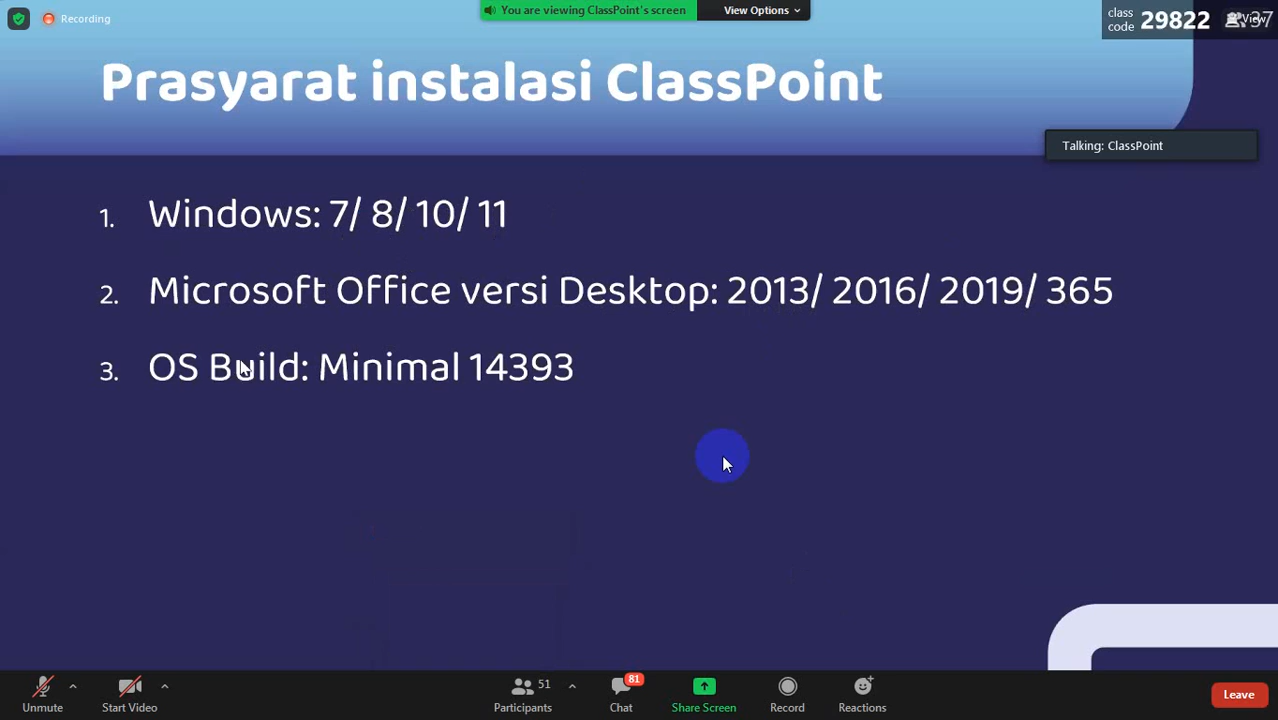 Recording
You are viewing ClassPoint's screen
View Options
class code 29822
37
View
Prasyarat instalasi ClassPoint
Talking: ClassPoint
1. Windows: 7/ 8/ 10/ 11
2. Microsoft Office versi Desktop: 2013/ 2016/ 2019/ 365
3. OS Build: Minimal 14393
Unmute
Start Video
51
Participants
81
Chat
Share Screen
Record
Reactions
Leave